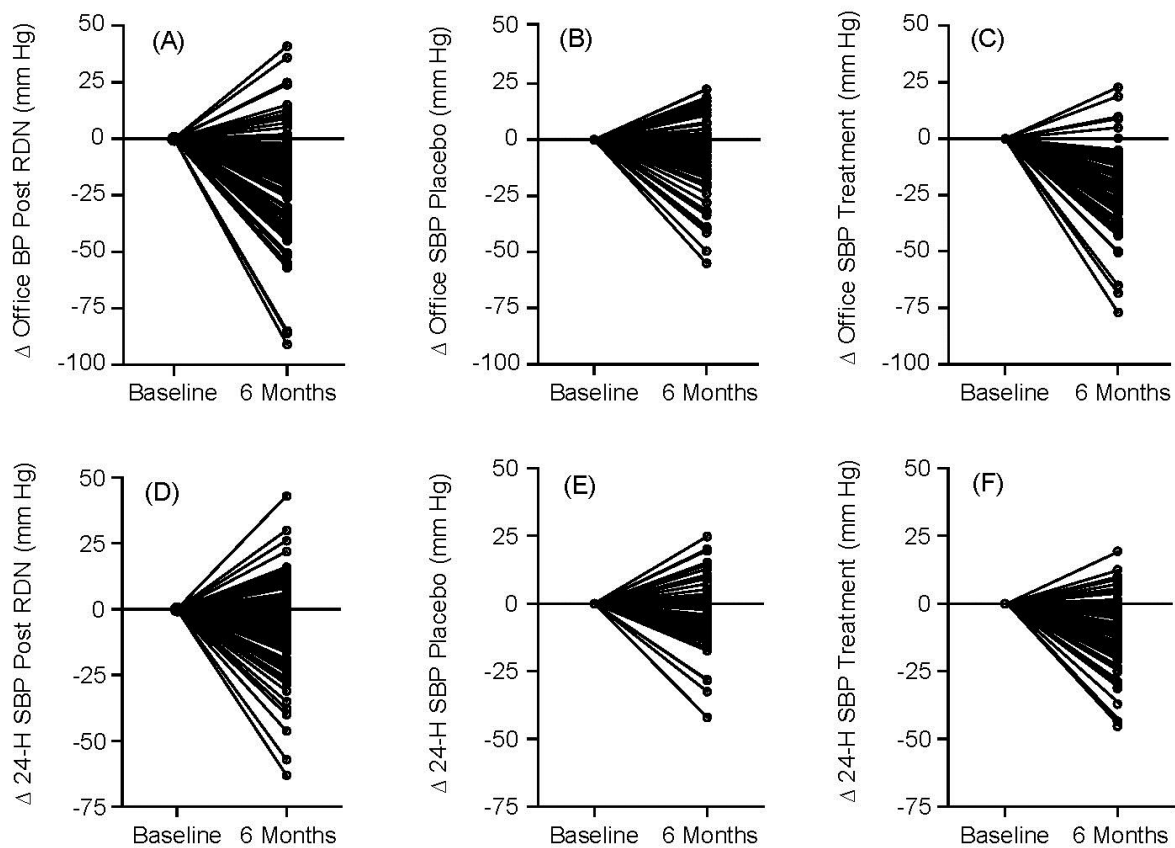 (A)
Δ Office BP Post RDN (mm Hg)
50
25
0
-25
-50
-75
-100
Baseline 6 Months
(B)
Δ Office SBP Placebo (mm Hg)
50
25
0
-25
-50
-75
-100
Baseline 6 Months
(C)
Δ Office SBP Treatment (mm Hg)
50
25
0
-25
-50
-75
-100
Baseline 6 Months
(D)
Δ 24-H SBP Post RDN (mm Hg)
50
25
0
-25
-50
-75
Baseline 6 Months
(E)
Δ 24-H SBP Placebo (mm Hg)
50
25
0
-25
-50
-75
Baseline 6 Months
(F)
Δ 24-H SBP Treatment (mm Hg)
50
25
0
-25
-50
-75
Baseline 6 Months